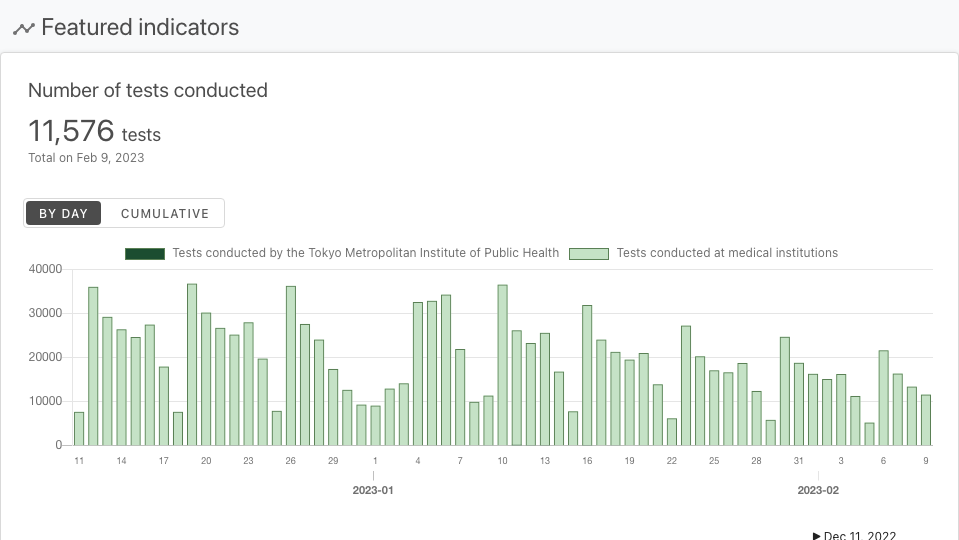 Featured indicators
Number of tests conducted
11,576 tests
Total on Feb 9, 2023
BY DAY CUMULATIVE
Tests conducted by the Tokyo Metropolitan Institute of Public Health Tests conducted at medical institutions
40000
30000
20000
10000
0
11 14 17 20 23 26 29 1 4 7 10 13 16 19 22 25 28 31 3 6 9
2023-01 2023-02
Dec 11, 2022